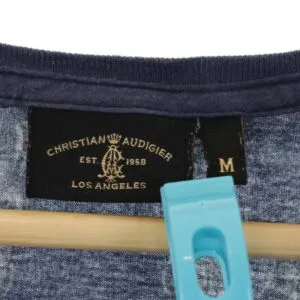 CHRISTIAN AUDIGIER
EST. 1958
LOS ANGELES
M